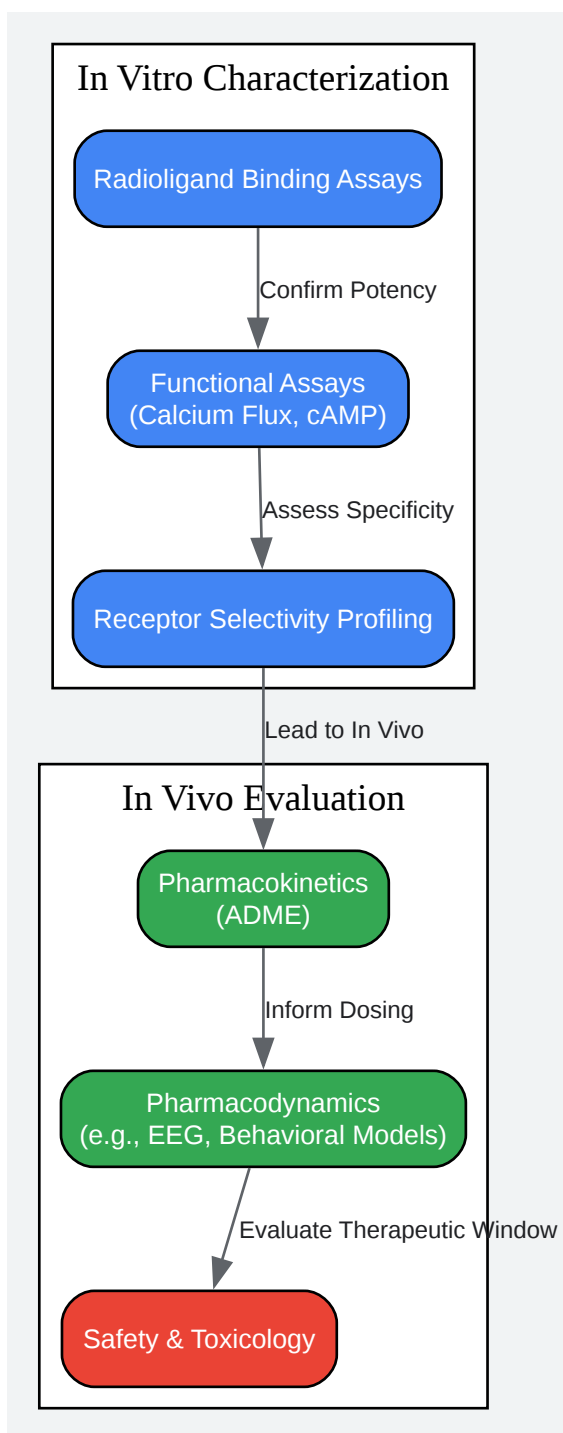 In Vitro Characterization
Radioligand Binding Assays
Confirm Potency
Functional Assays
(Calcium Flux, cAMP)
Assess Specificity
Receptor Selectivity Profiling
Lead to In Vivo
In Vivo Evaluation
Pharmacokinetics
(ADME)
Inform Dosing
Pharmacodynamics
(e.g., EEG, Behavioral Models)
Evaluate Therapeutic Window
Safety & Toxicology